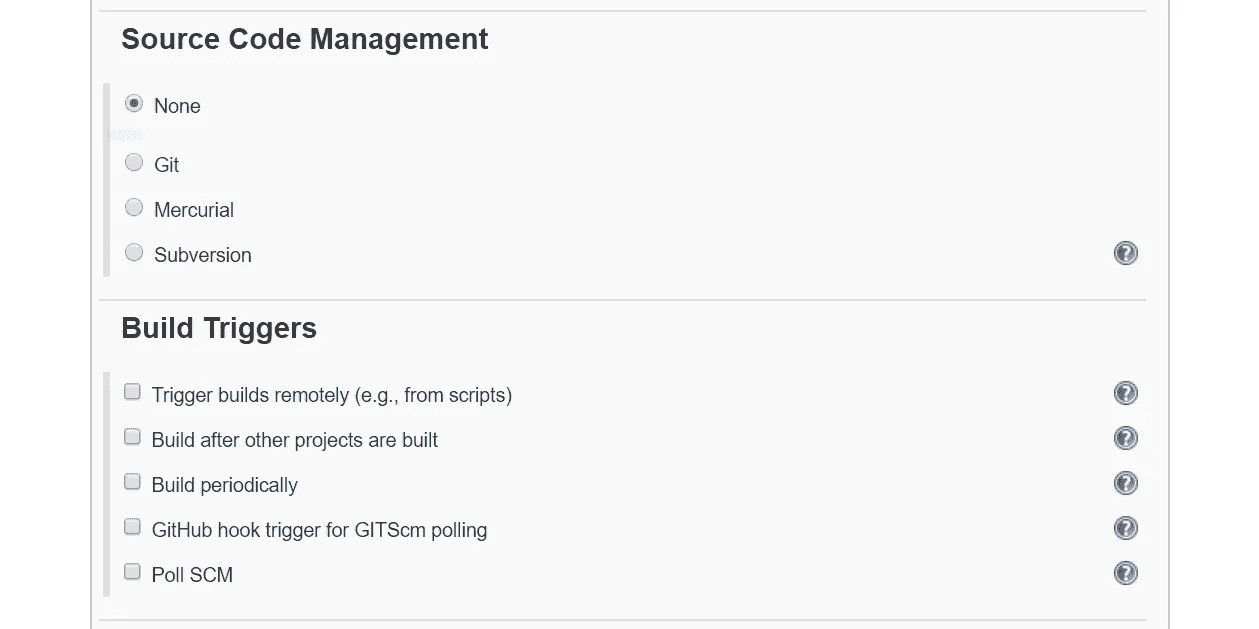 Source Code Management
None
Git
Mercurial
Subversion
Build Triggers
Trigger builds remotely (e.g., from scripts)
Build after other projects are built
Build periodically
GitHub hook trigger for GITScm polling
Poll SCM